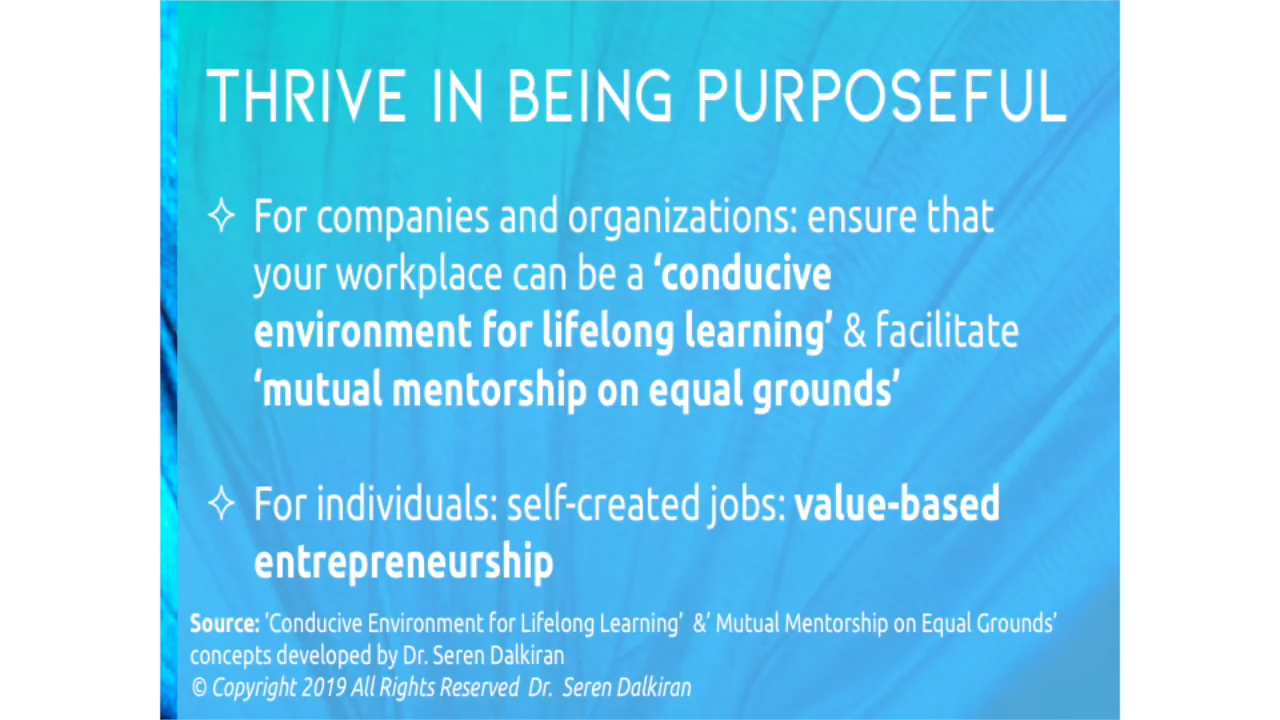 THRIVE IN BEING PURPOSEFUL
✧ For companies and organizations: ensure that
your workplace can be a ‘conducive
environment for lifelong learning’ & facilitate
‘mutual mentorship on equal grounds’
✧ For individuals: self-created jobs: value-based
entrepreneurship
Source: ‘Conducive Environment for Lifelong Learning’ &’ Mutual Mentorship on Equal Grounds’
concepts developed by Dr. Seren Dalkiran
© Copyright 2019 All Rights Reserved Dr. Seren Dalkiran